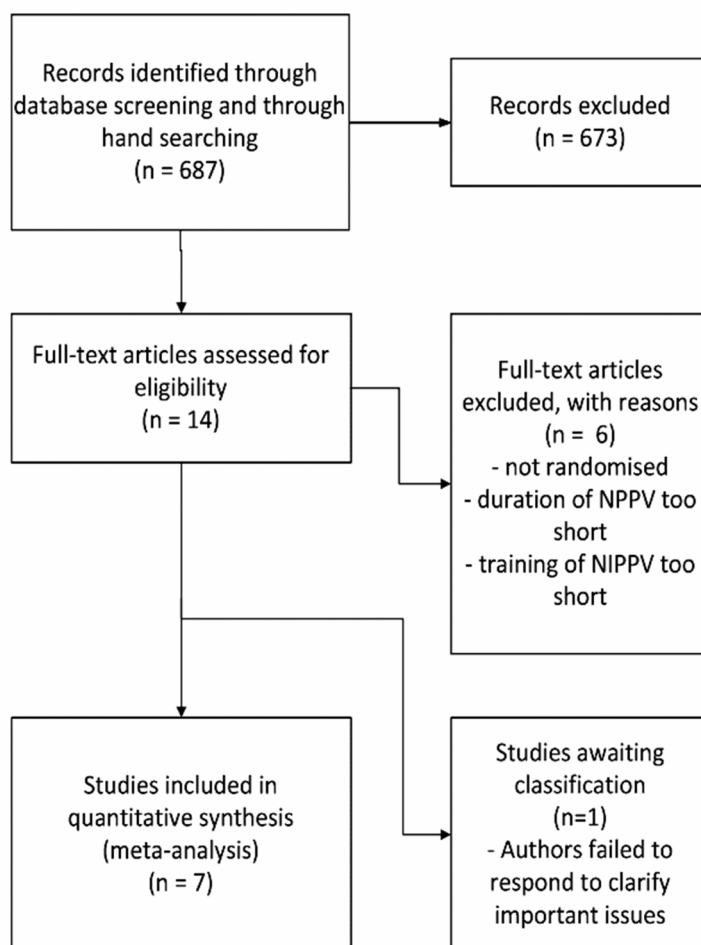 Records identified through
database screening and through
hand searching
(n = 687)
Records excluded
(n = 673)
Full-text articles assessed for
eligibility
(n = 14)
Full-text articles
excluded, with reasons
(n =  6)
- not randomised
- duration of NPPV too
short
- training of NIPPV too
short
Studies included in
quantitative synthesis
(meta-analysis)
(n = 7)
Studies awaiting
classification
(n=1)
- Authors failed to
respond to clarify
important issues